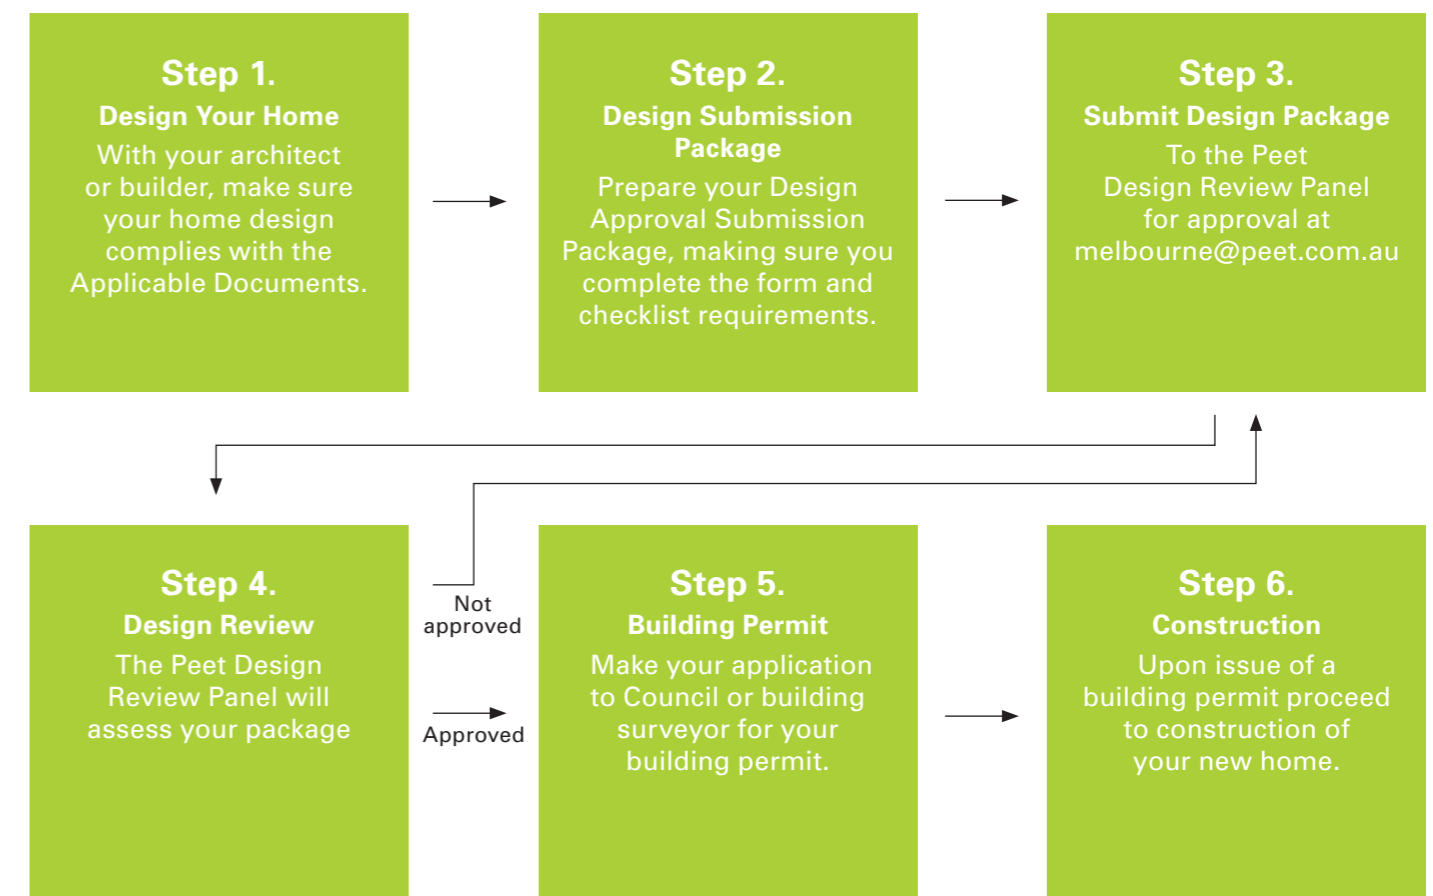 Step 1.
Design Your Home
With your architect
or builder, make sure
your home design
complies with the
Applicable Documents.
Step 2.
Design Submission
Package
Prepare your Design
Approval Submission
Package, making sure you
complete the form and
checklist requirements.
Step 3.
Submit Design Package
To the Peet
Design Review Panel
for approval at
melbourne@peet.com.au
Step 4.
Design Review
The Peet Design
Review Panel will
assess your package
Not
approved
Approved
Step 5.
Building Permit
Make your application
to Council or building
surveyor for your
building permit.
Step 6.
Construction
Upon issue of a
building permit proceed
to construction of
your new home.